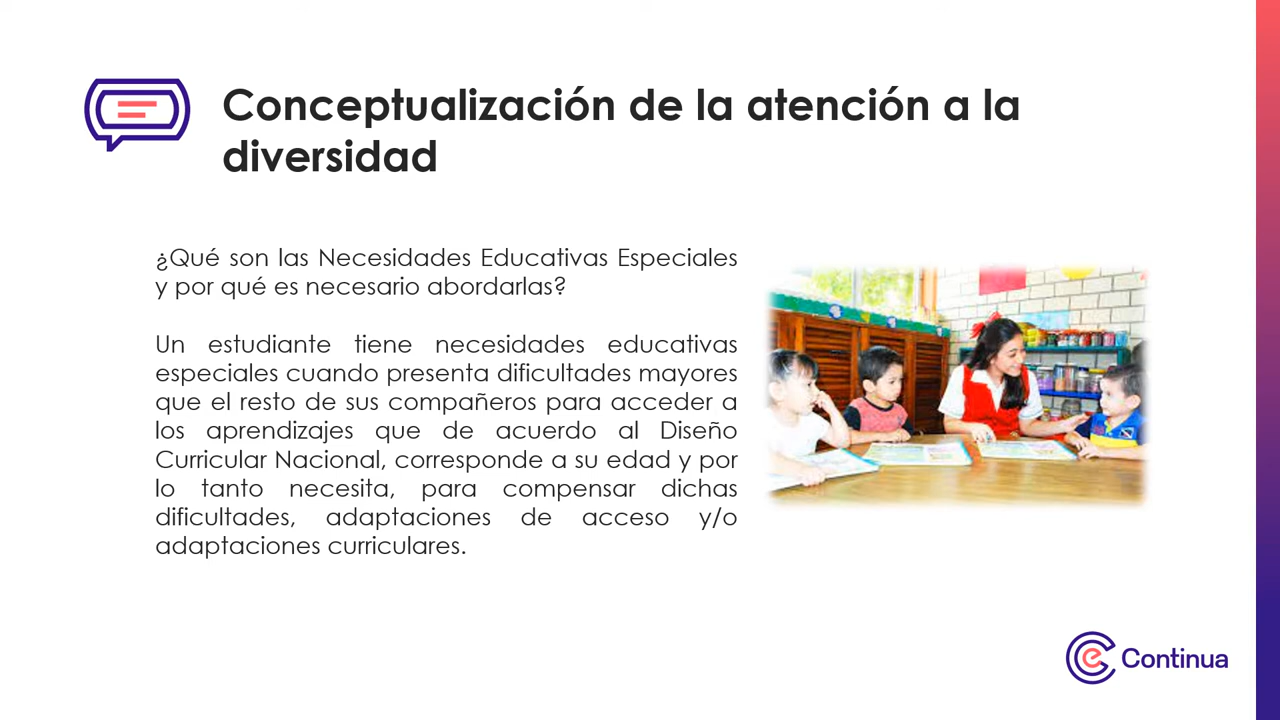 Conceptualización de la atención a la
diversidad
¿Qué son las Necesidades Educativas Especiales
y por qué es necesario abordarlas?
Un estudiante tiene necesidades educativas
especiales cuando presenta dificultades mayores
que el resto de sus compañeros para acceder a
los aprendizajes que de acuerdo al Diseño
Curricular Nacional, corresponde a su edad y por
lo tanto necesita, para compensar dichas
dificultades, adaptaciones de acceso y/o
adaptaciones curriculares.
Continua